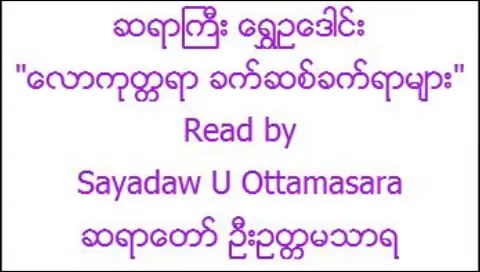 ဆရာကြီး ရွှေဥဒေါင်း
"လောကုတ္တရာ ခက်ဆစ်ခက်ရာများ"
Read by
Sayadaw U Ottamasara
ဆရာတော် ဦးဥတ္တမသာရ